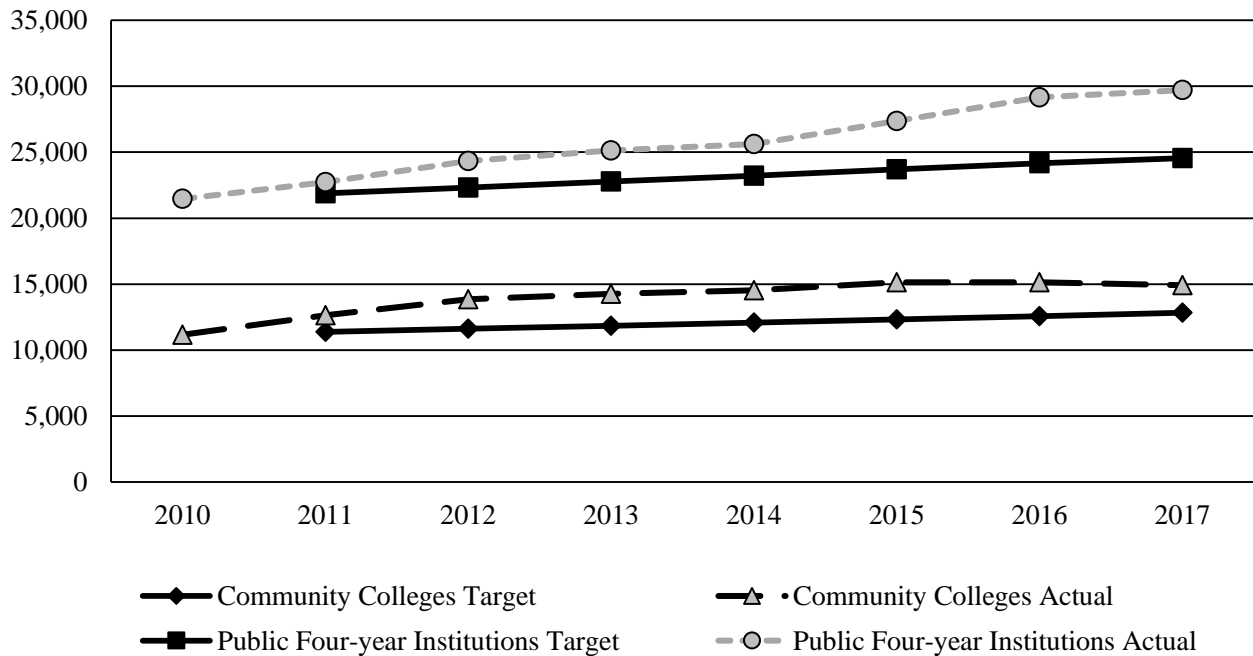 35,000
30,000
25,000
20,000
15,000
10,000
5,000
0
2010 2011 2012 2013 2014 2015 2016 2017
Community Colleges Target Community Colleges Actual
Public Four-year Institutions Target Public Four-year Institutions Actual